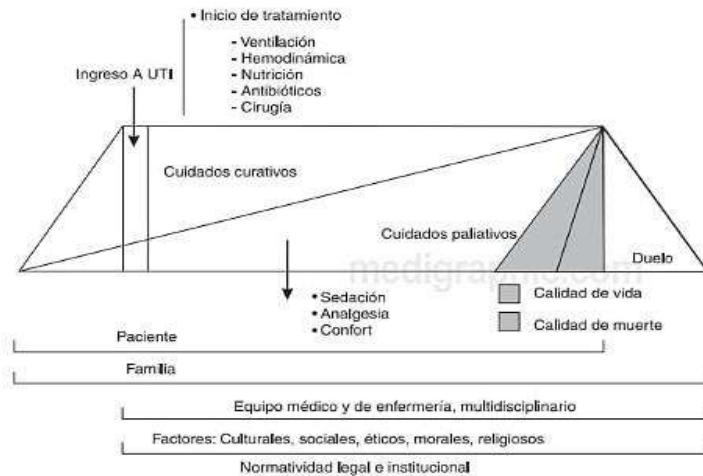 • Inicio de tratamiento
- Ventilación
- Hemodinámica
- Nutrición
- Antibióticos
- Cirugía
Ingreso A UTI
Cuidados curativos
Cuidados paliativos
Duelo
medigraphic.com
• Sedación
• Analgesia
• Confort
Calidad de vida
Calidad de muerte
Paciente
Familia
Equipo médico y de enfermería, multidisciplinario
Factores: Culturales, sociales, éticos, morales, religiosos
Normatividad legal e institucional